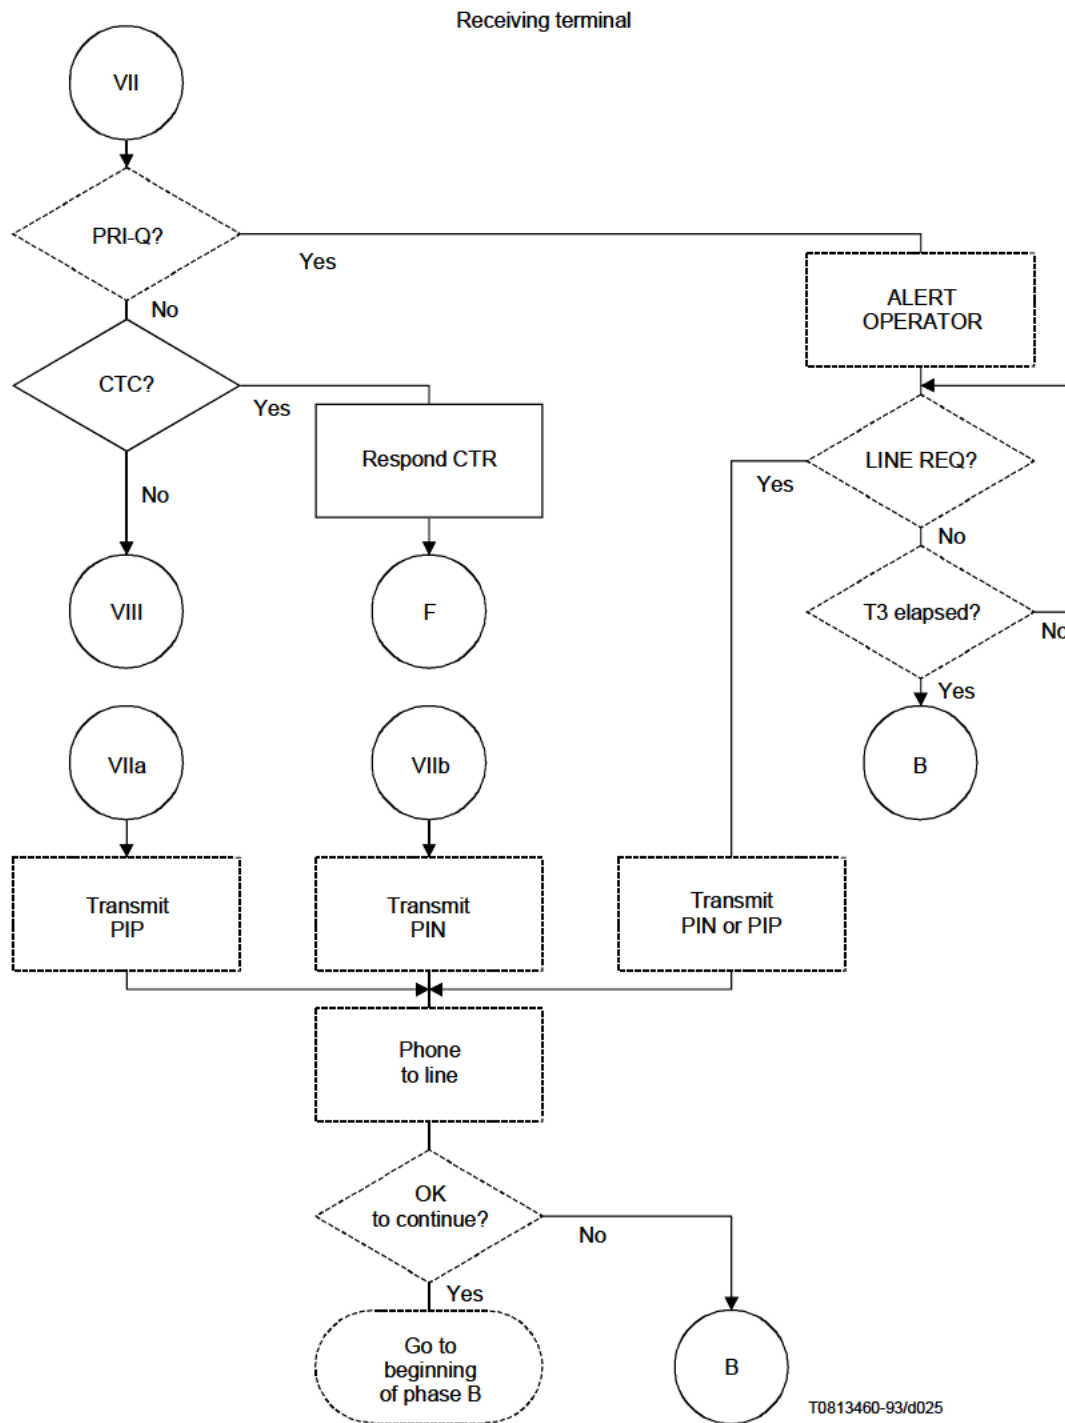 Receiving terminal
VII
PRI-Q?
Yes
No
ALERT
OPERATOR
CTC?
Yes
No
Respond CTR
LINE REQ?
Yes
No
VIII
F
T3 elapsed?
No
Yes
VIIa
VIIb
B
Transmit
PIP
Transmit
PIN
Transmit
PIN or PIP
Phone
to line
OK
to continue?
No
Yes
Go to
beginning
of phase B
B
T0813460-93/d025